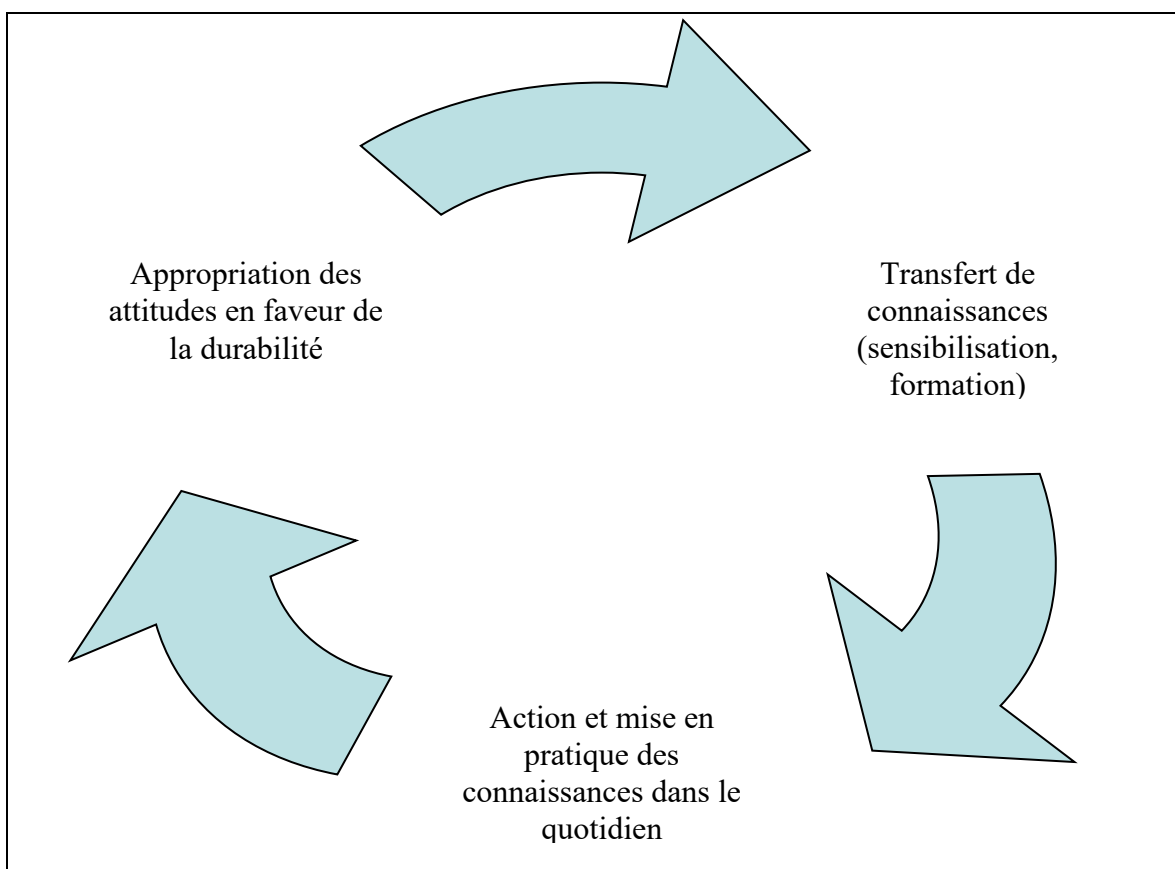 Appropriation des
attitudes en faveur de
la durabilité
Transfert de
connaissances
(sensibilisation,
formation)
Action et mise en
pratique des
connaissances dans le
quotidien